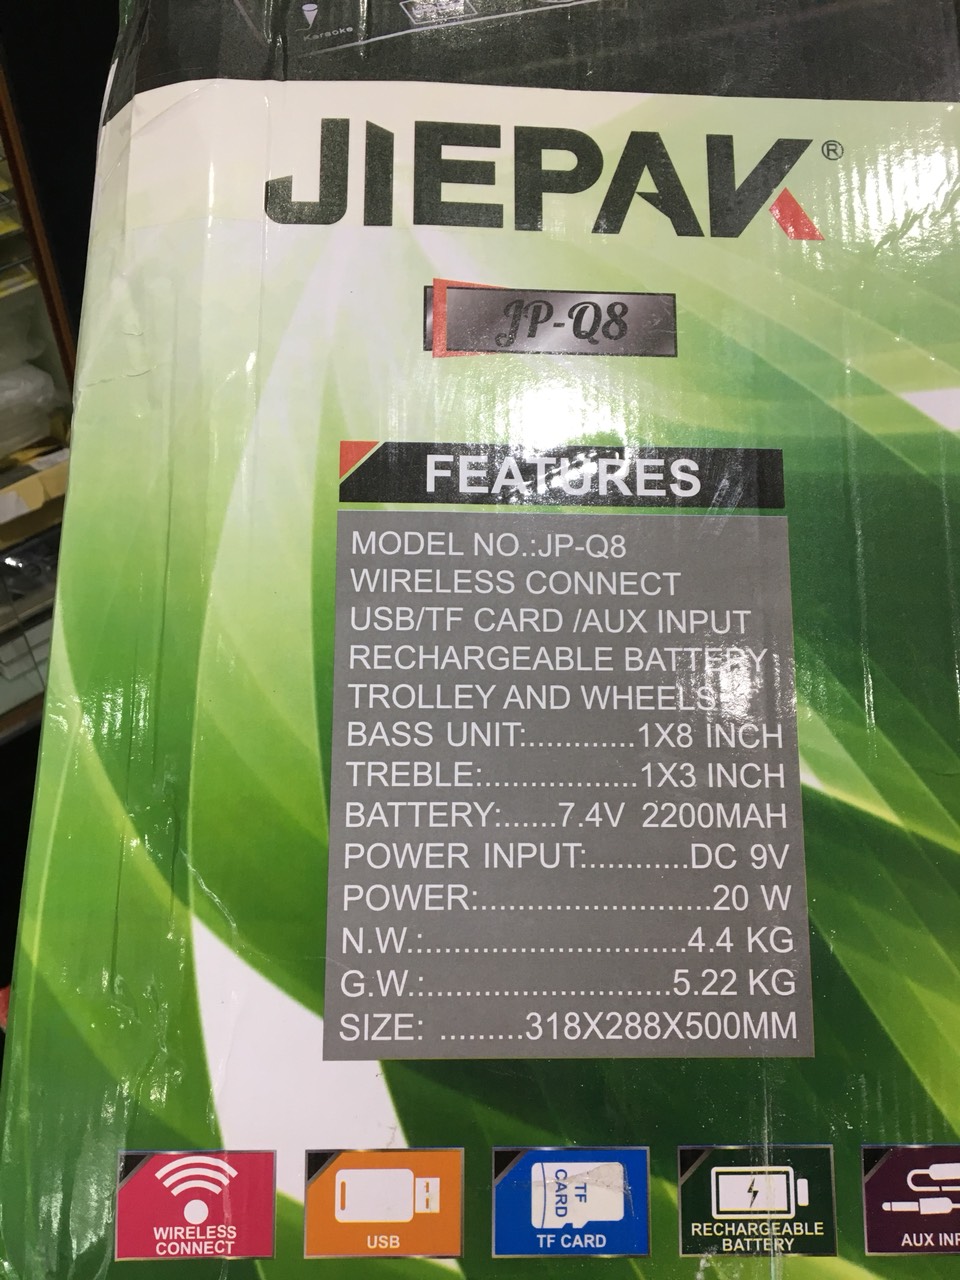 Karaoke
JIEPAK®
JP-Q8
FEATURES
MODEL NO.:JP-Q8
WIRELESS CONNECT
USB/TF CARD /AUX INPUT
RECHARGEABLE BATTERY
TROLLEY AND WHEELS
BASS UNIT:.............1X8 INCH
TREBLE:..................1X3 INCH
BATTERY:......7.4V 2200MAH
POWER INPUT:............DC 9V
POWER:..........................20 W
N.W.:..............................4.4 KG
G.W.:.............................5.22 KG
SIZE: .........318X288X500MM
WIRELESS
CONNECT
USB
TF
CARD
TF CARD
RECHARGEABLE
BATTERY
AUX INP